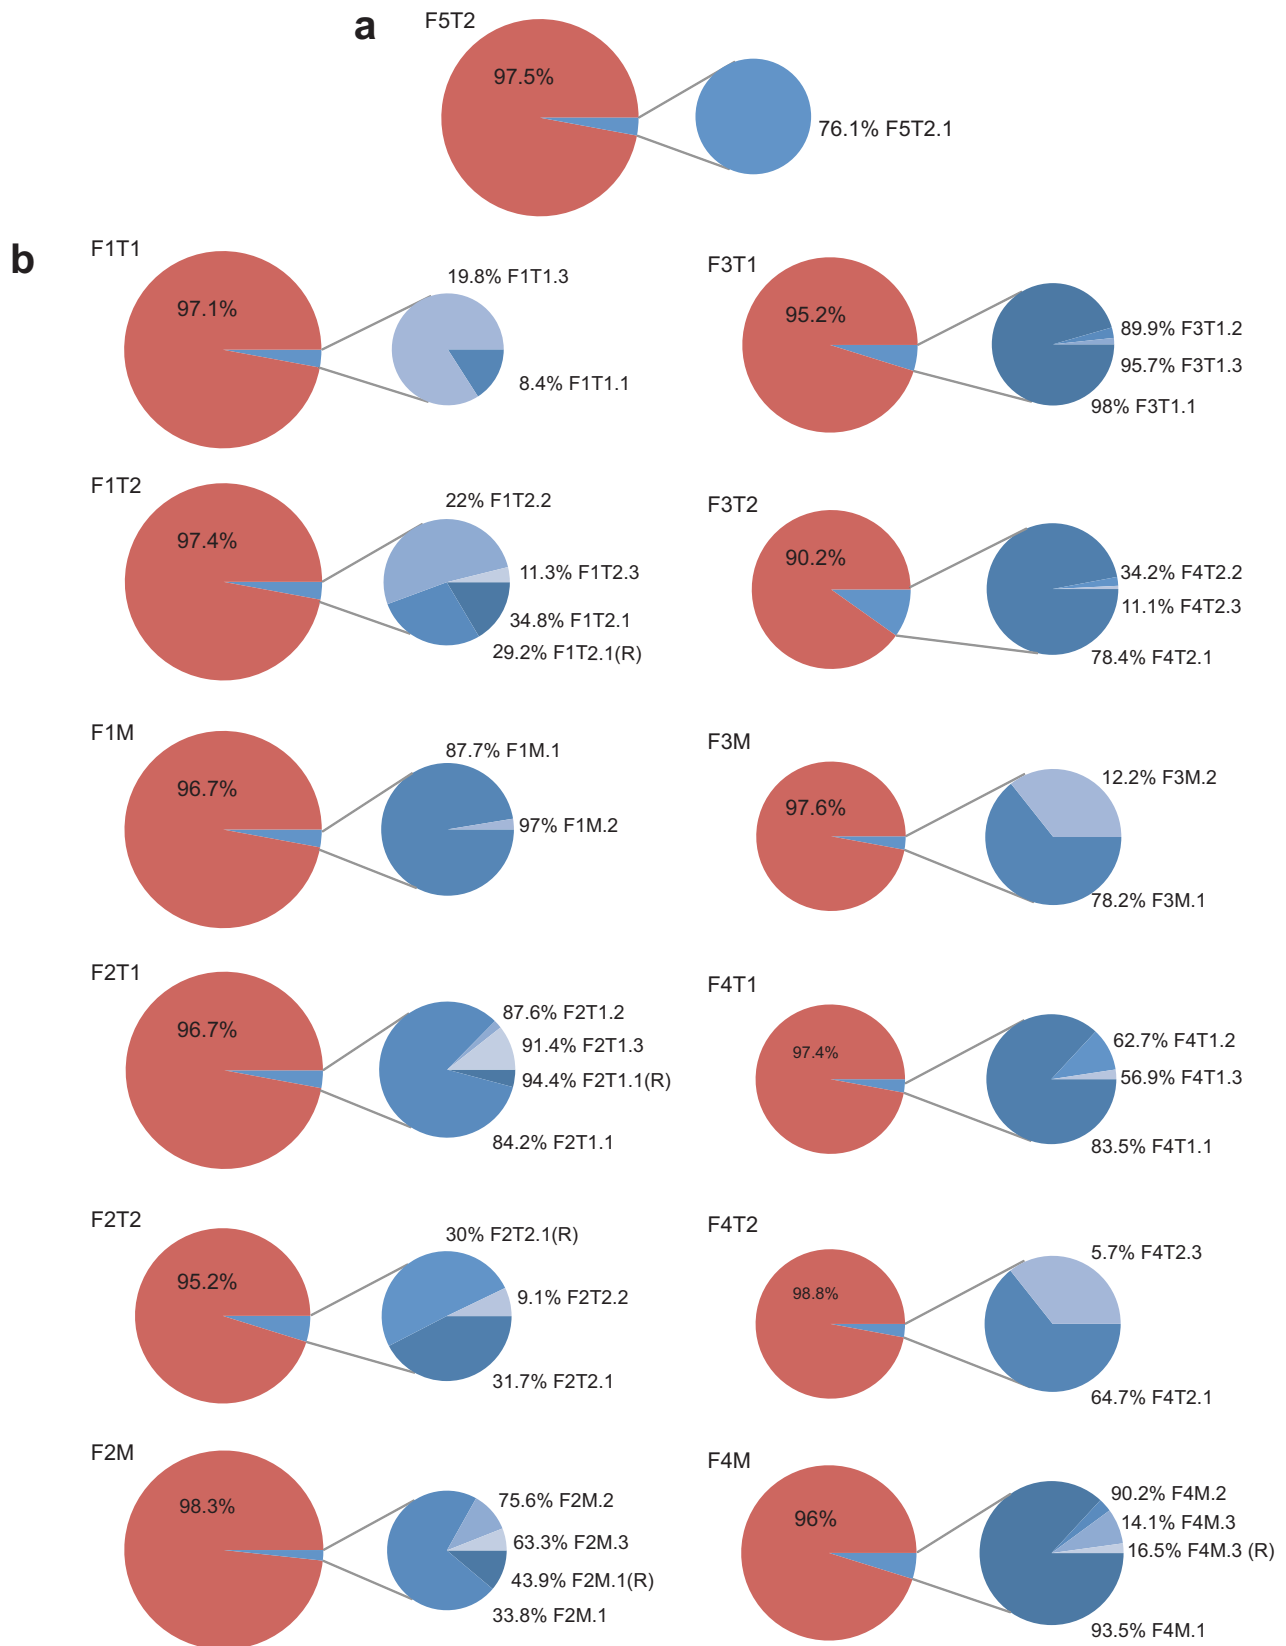 a
F5T2
97.5%
76.1% F5T2.1
b
F1T1
97.1%
19.8% F1T1.3
8.4% F1T1.1
F1T2
97.4%
22% F1T2.2
11.3% F1T2.3
34.8% F1T2.1
29.2% F1T2.1(R)
F1M
96.7%
87.7% F1M.1
97% F1M.2
F2T1
96.7%
87.6% F2T1.2
91.4% F2T1.3
94.4% F2T1.1(R)
84.2% F2T1.1
F2T2
95.2%
30% F2T2.1(R)
9.1% F2T2.2
31.7% F2T2.1
F2M
98.3%
75.6% F2M.2
63.3% F2M.3
43.9% F2M.1(R)
33.8% F2M.1
F3T1
95.2%
89.9% F3T1.2
95.7% F3T1.3
98% F3T1.1
F3T2
90.2%
34.2% F4T2.2
11.1% F4T2.3
78.4% F4T2.1
F3M
97.6%
12.2% F3M.2
78.2% F3M.1
F4T1
97.4%
62.7% F4T1.2
56.9% F4T1.3
83.5% F4T1.1
F4T2
98.8%
5.7% F4T2.3
64.7% F4T2.1
F4M
96%
90.2% F4M.2
14.1% F4M.3
16.5% F4M.3 (R)
93.5% F4M.1